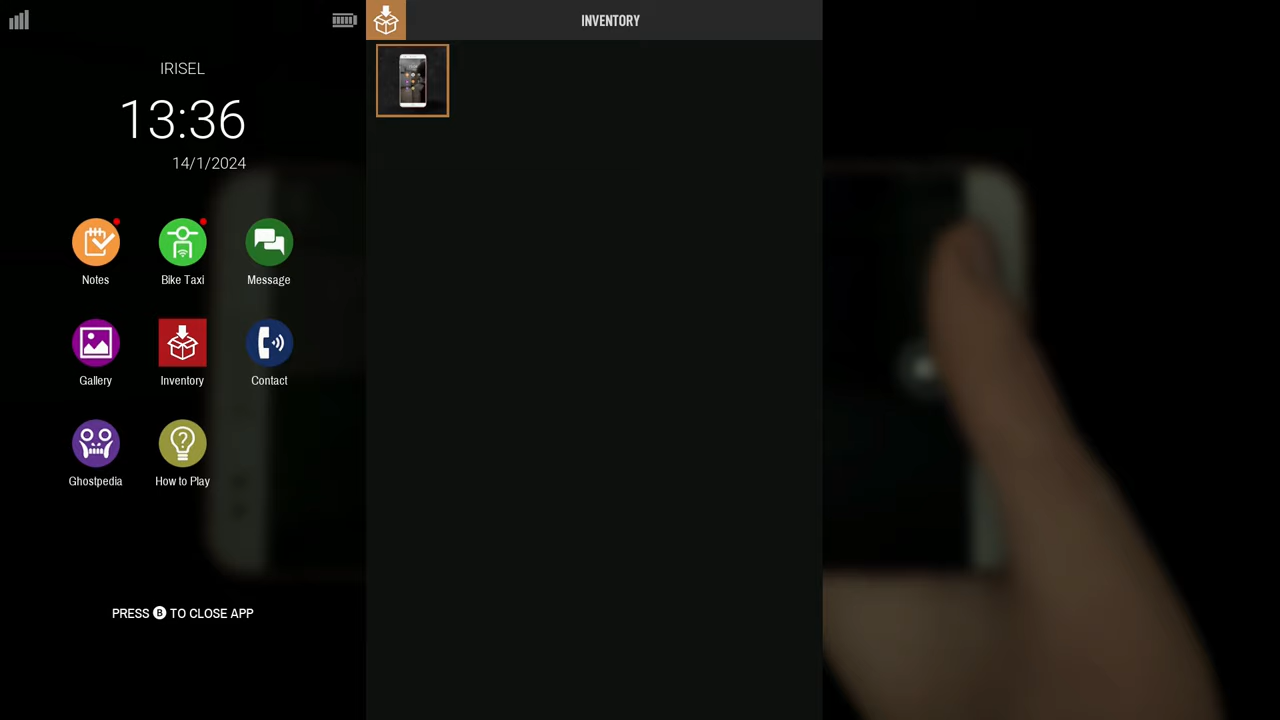 IRISEL
13:36
14/1/2024
Notes
Bike Taxi
Message
Gallery
Inventory
Contact
Ghostpedia
How to Play
PRESS B TO CLOSE APP
INVENTORY